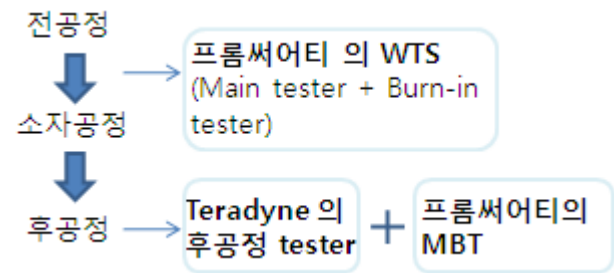 전공정
프롬써어티 의 WTS
(Main tester + Burn-in
tester)
소자공정
후공정
Teradyne 의
후공정 tester
+
프롬써어티의
MBT